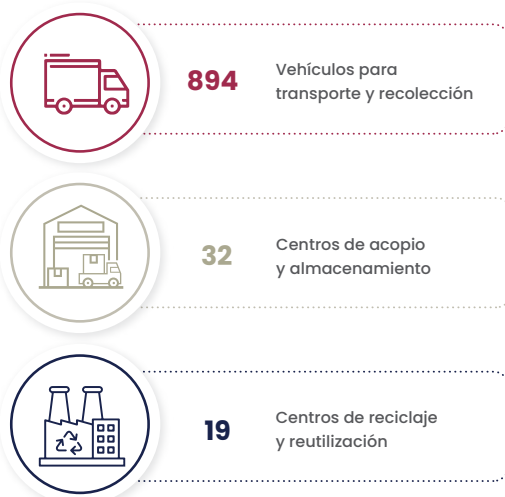 894
Vehículos para
transporte y recolección
32
Centros de acopio
y almacenamiento
19
Centros de reciclaje
y reutilización